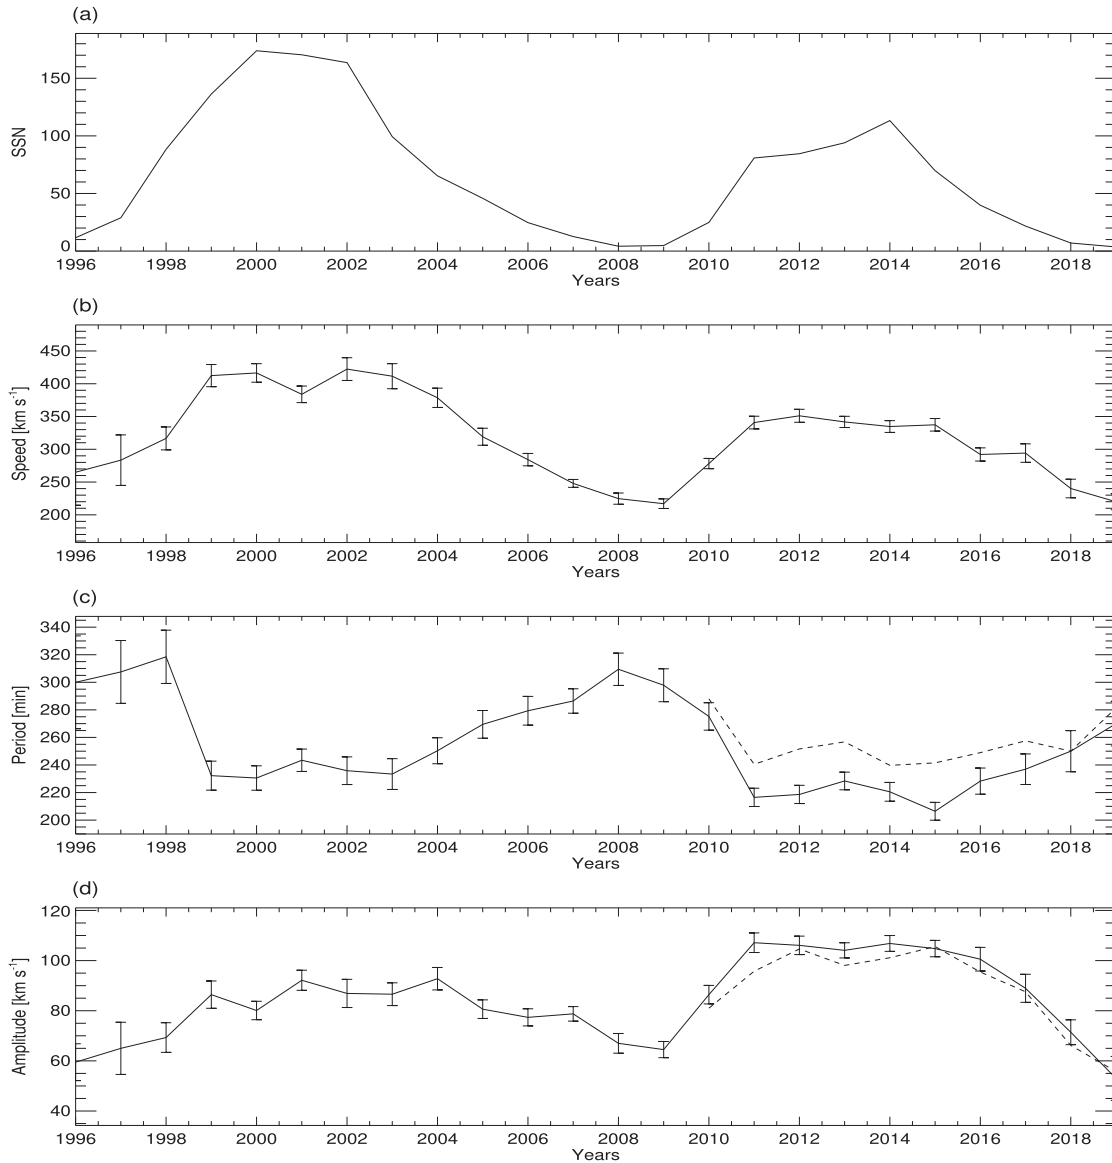 (a)
150
100
50
0
SSN
1996 1998 2000 2002 2004 2006 2008 2010 2012 2014 2016 2018
Years
(b)
450
400
350
300
250
200
Speed [km s⁻¹]
1996 1998 2000 2002 2004 2006 2008 2010 2012 2014 2016 2018
Years
(c)
340
320
300
280
260
240
220
200
Period [min]
1996 1998 2000 2002 2004 2006 2008 2010 2012 2014 2016 2018
Years
(d)
120
100
80
60
40
Amplitude [km s⁻¹]
1996 1998 2000 2002 2004 2006 2008 2010 2012 2014 2016 2018
Years